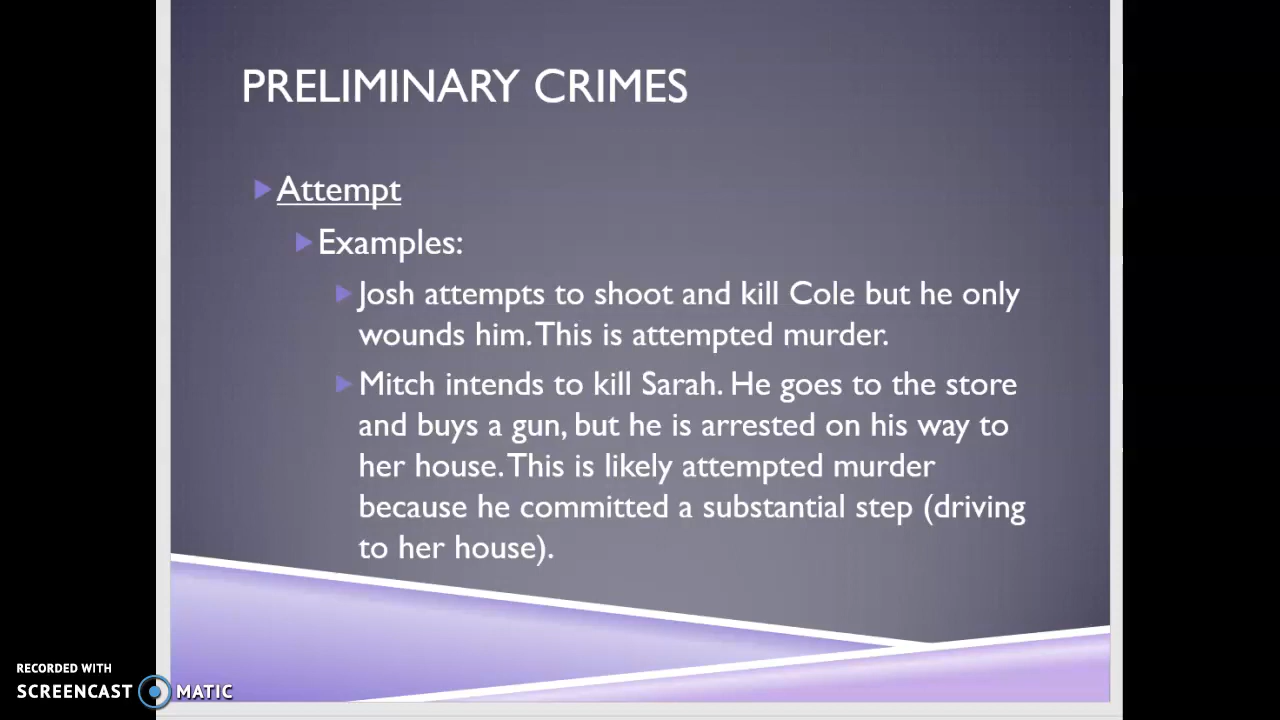 PRELIMINARY CRIMES
Attempt
Examples:
Josh attempts to shoot and kill Cole but he only
wounds him. This is attempted murder.
Mitch intends to kill Sarah. He goes to the store
and buys a gun, but he is arrested on his way to
her house. This is likely attempted murder
because he committed a substantial step (driving
to her house).
RECORDED WITH
SCREENCAST MATIC